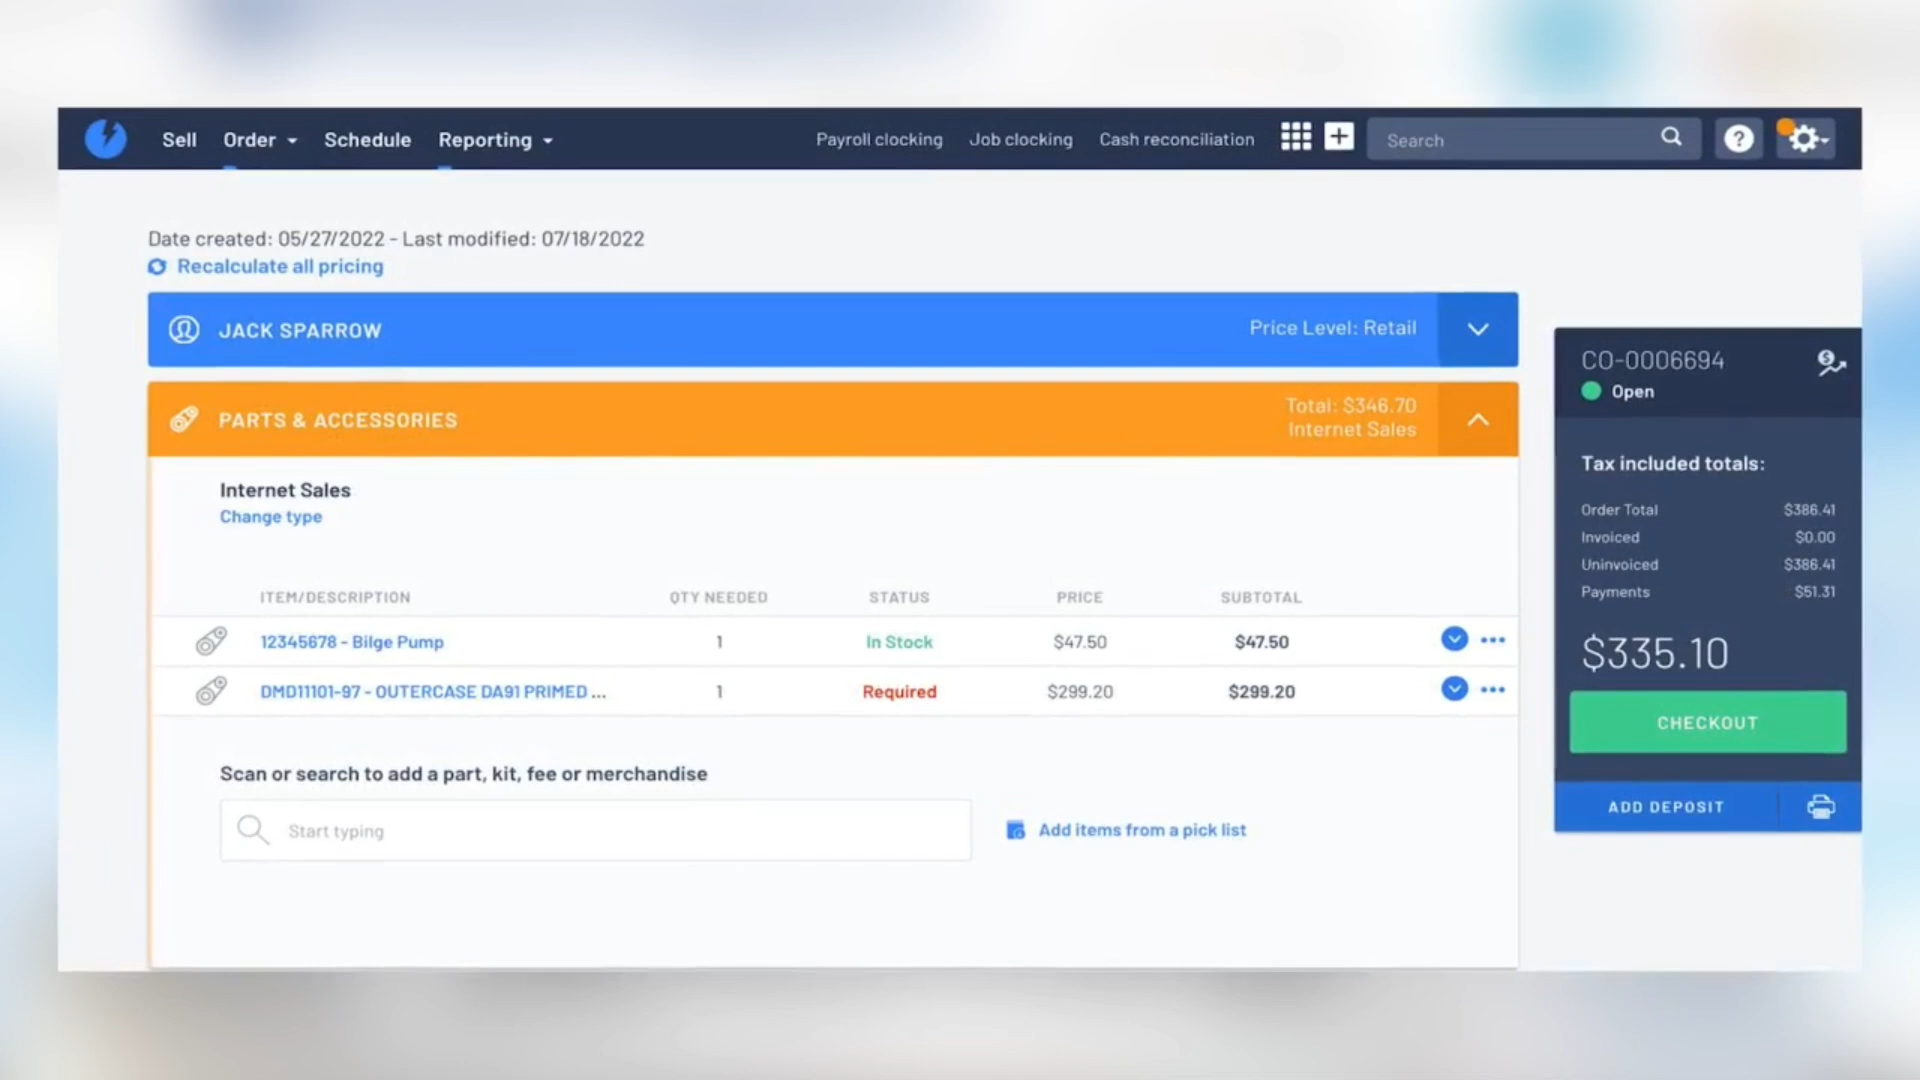 Sell Order Schedule Reporting Payroll clocking Job clocking Cash reconciliation Search ?
Date created: 05/27/2022 - Last modified: 07/18/2022
Recalculate all pricing
JACK SPARROW Price Level: Retail
PARTS & ACCESSORIES
Total: $346.70
Internet Sales
Internet Sales
Change type
ITEM/DESCRIPTION QTY NEEDED STATUS PRICE SUBTOTAL
12345678 - Bilge Pump 1 In Stock $47.50 $47.50
DMD11101-97 - OUTERCASE DA91 PRIMED ... 1 Required $299.20 $299.20
Scan or search to add a part, kit, fee or merchandise
Start typing
Add items from a pick list
CO-0006694
Open
Tax included totals:
Order Total $386.41
Invoiced $0.00
Uninvoiced $386.41
Payments $51.31
$335.10
CHECKOUT
ADD DEPOSIT